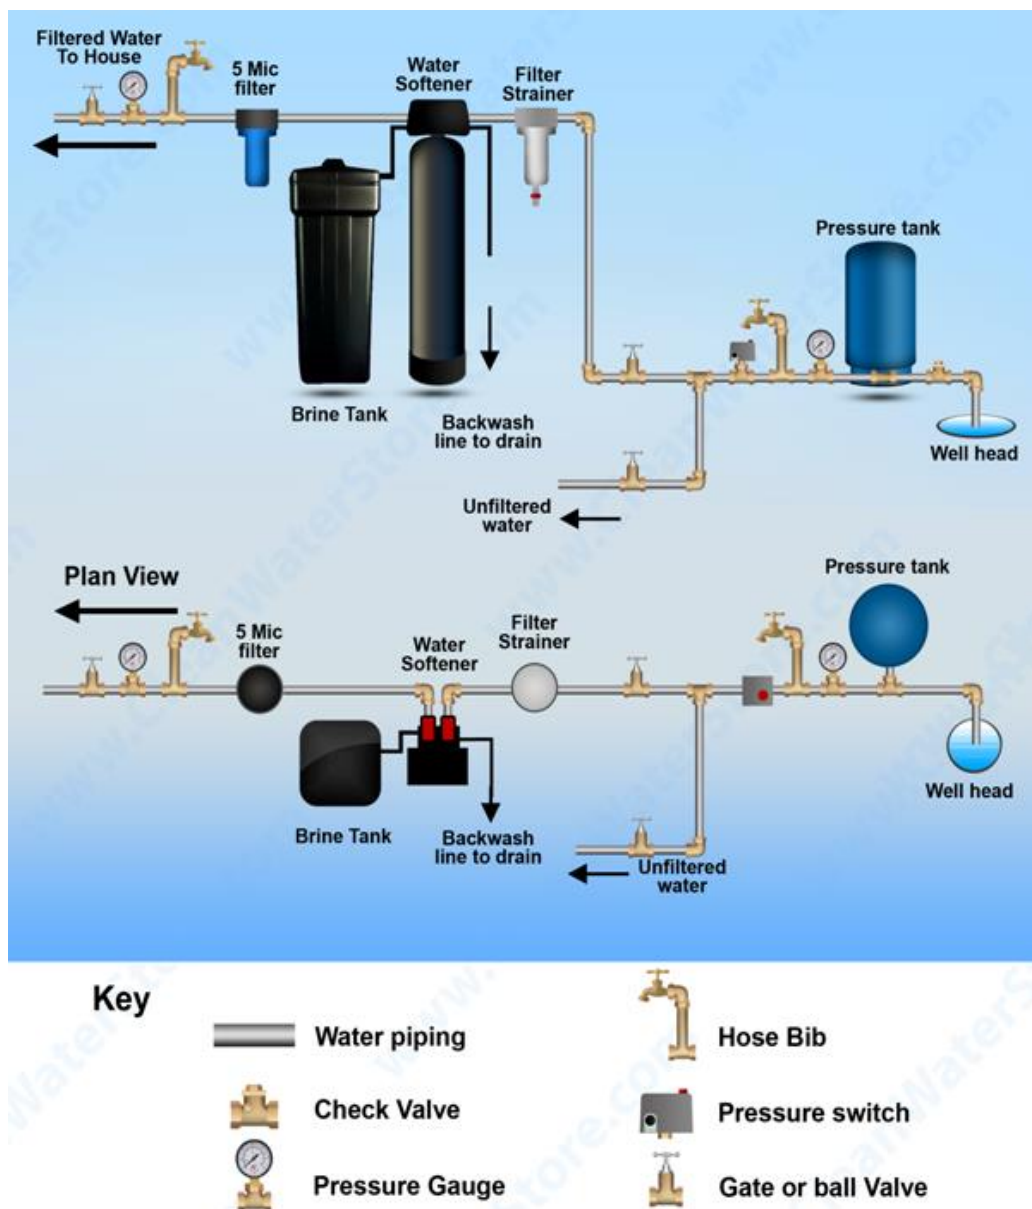 Filtered Water
To House
5 Mic
filter
Water
Softener
Filter
Strainer
Pressure tank
Brine Tank
Backwash
line to drain
Well head
Unfiltered
water
Plan View
Pressure tank
5 Mic
filter
Water
Softener
Filter
Strainer
Well head
Brine Tank
Backwash
line to drain
Unfiltered
water
Key
Water piping
Hose Bib
Check Valve
Pressure switch
Pressure Gauge
Gate or ball Valve
www.CleanWaterStore.com